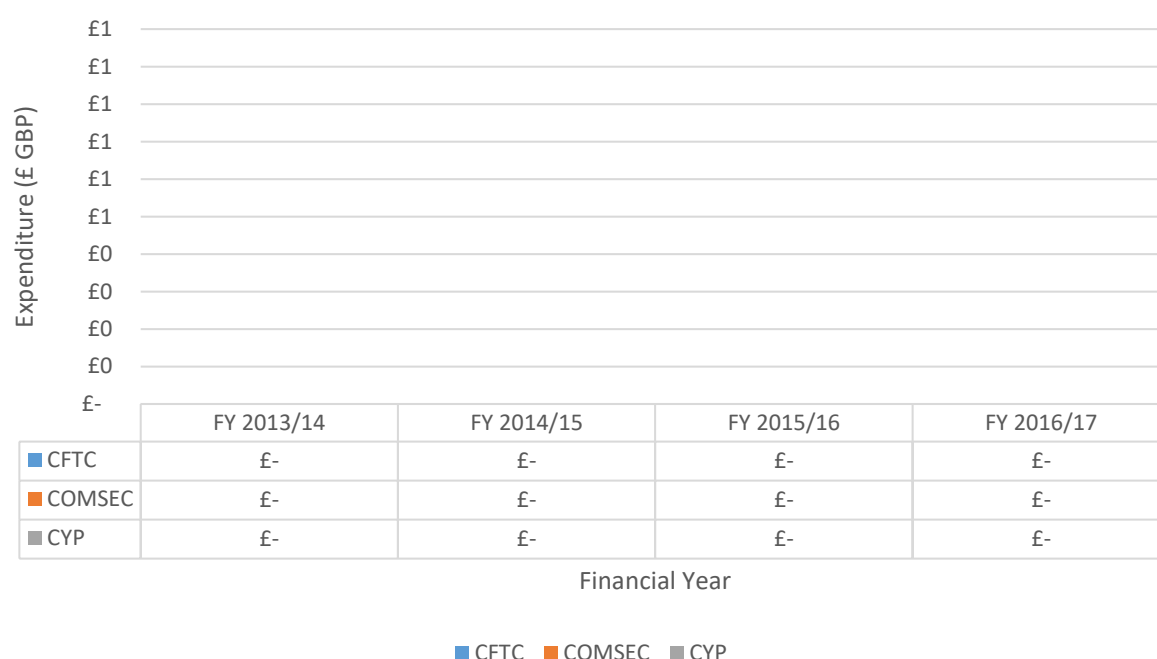 £1
£1
£1
£1
£1
£1
£0
£0
£0
£0
£-
Expenditure (£ GBP)
FY 2013/14 FY 2014/15 FY 2015/16 FY 2016/17
CFTC £- £- £- £-
COMSEC £- £- £- £-
CYP £- £- £- £-
Financial Year
CFTC COMSEC CYP